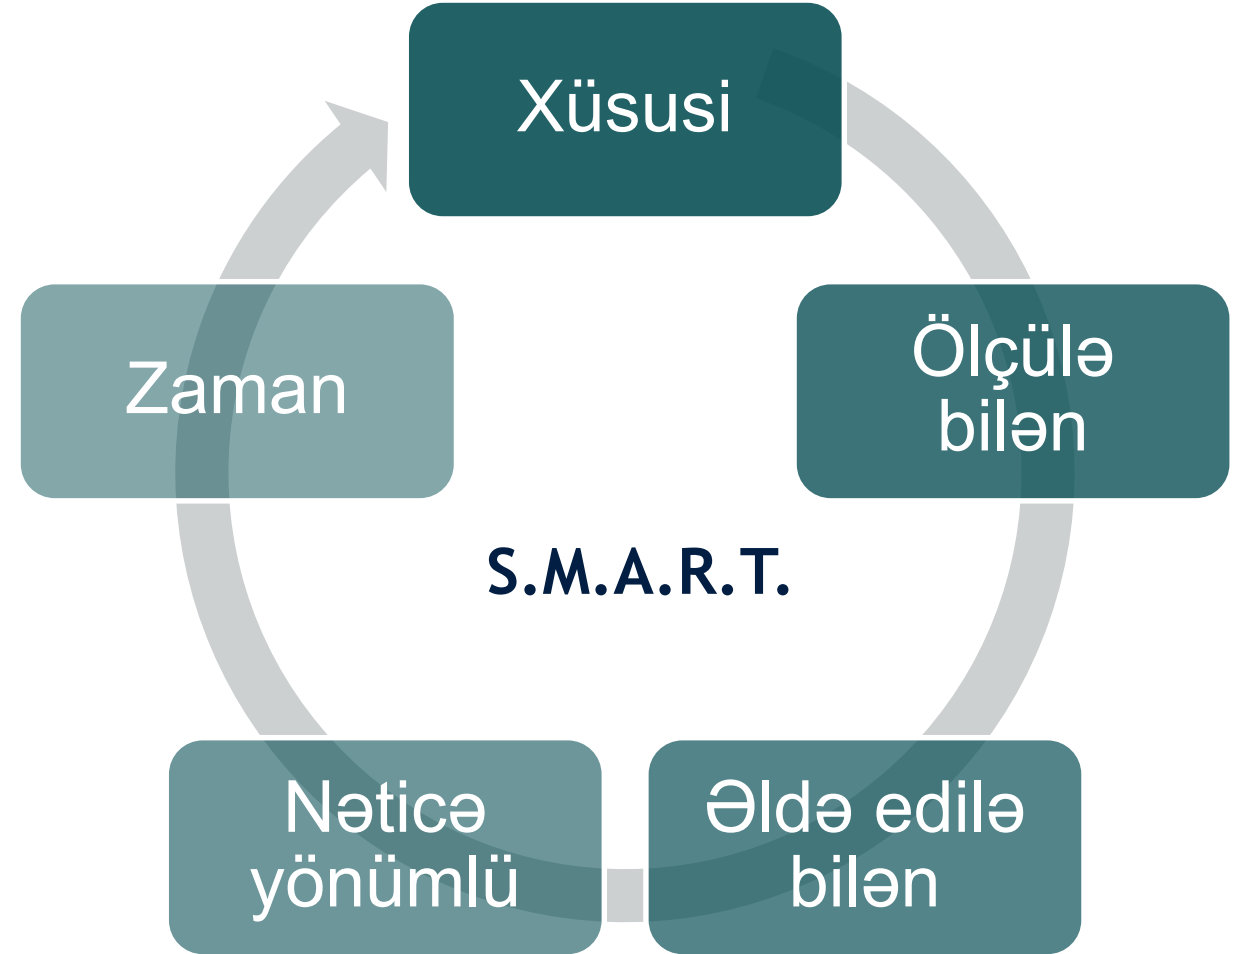 Xüsusi
Ölçülə
bilən
Əldə edilə
bilən
Nəticə
yönümlü
Zaman
S.M.A.R.T.